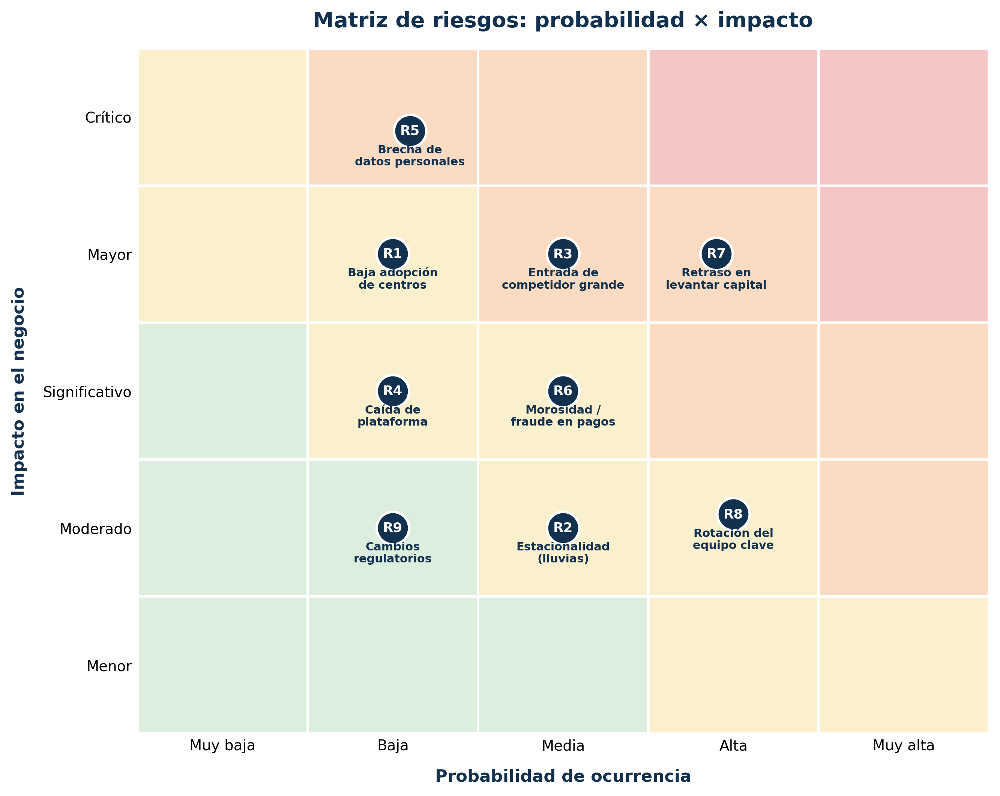 Matriz de riesgos: probabilidad × impacto
Impacto en el negocio
Crítico
R5
Brecha de
datos personales
Mayor
R1
Baja adopción
de centros
R3
Entrada de
competidor grande
R7
Retraso en
levantar capital
Significativo
R4
Caída de
plataforma
R6
Morosidad /
fraude en pagos
Moderado
R9
Cambios
regulatorios
R2
Estacionalidad
(lluvias)
R8
Rotación del
equipo clave
Menor
Muy baja
Baja
Media
Alta
Muy alta
Probabilidad de ocurrencia